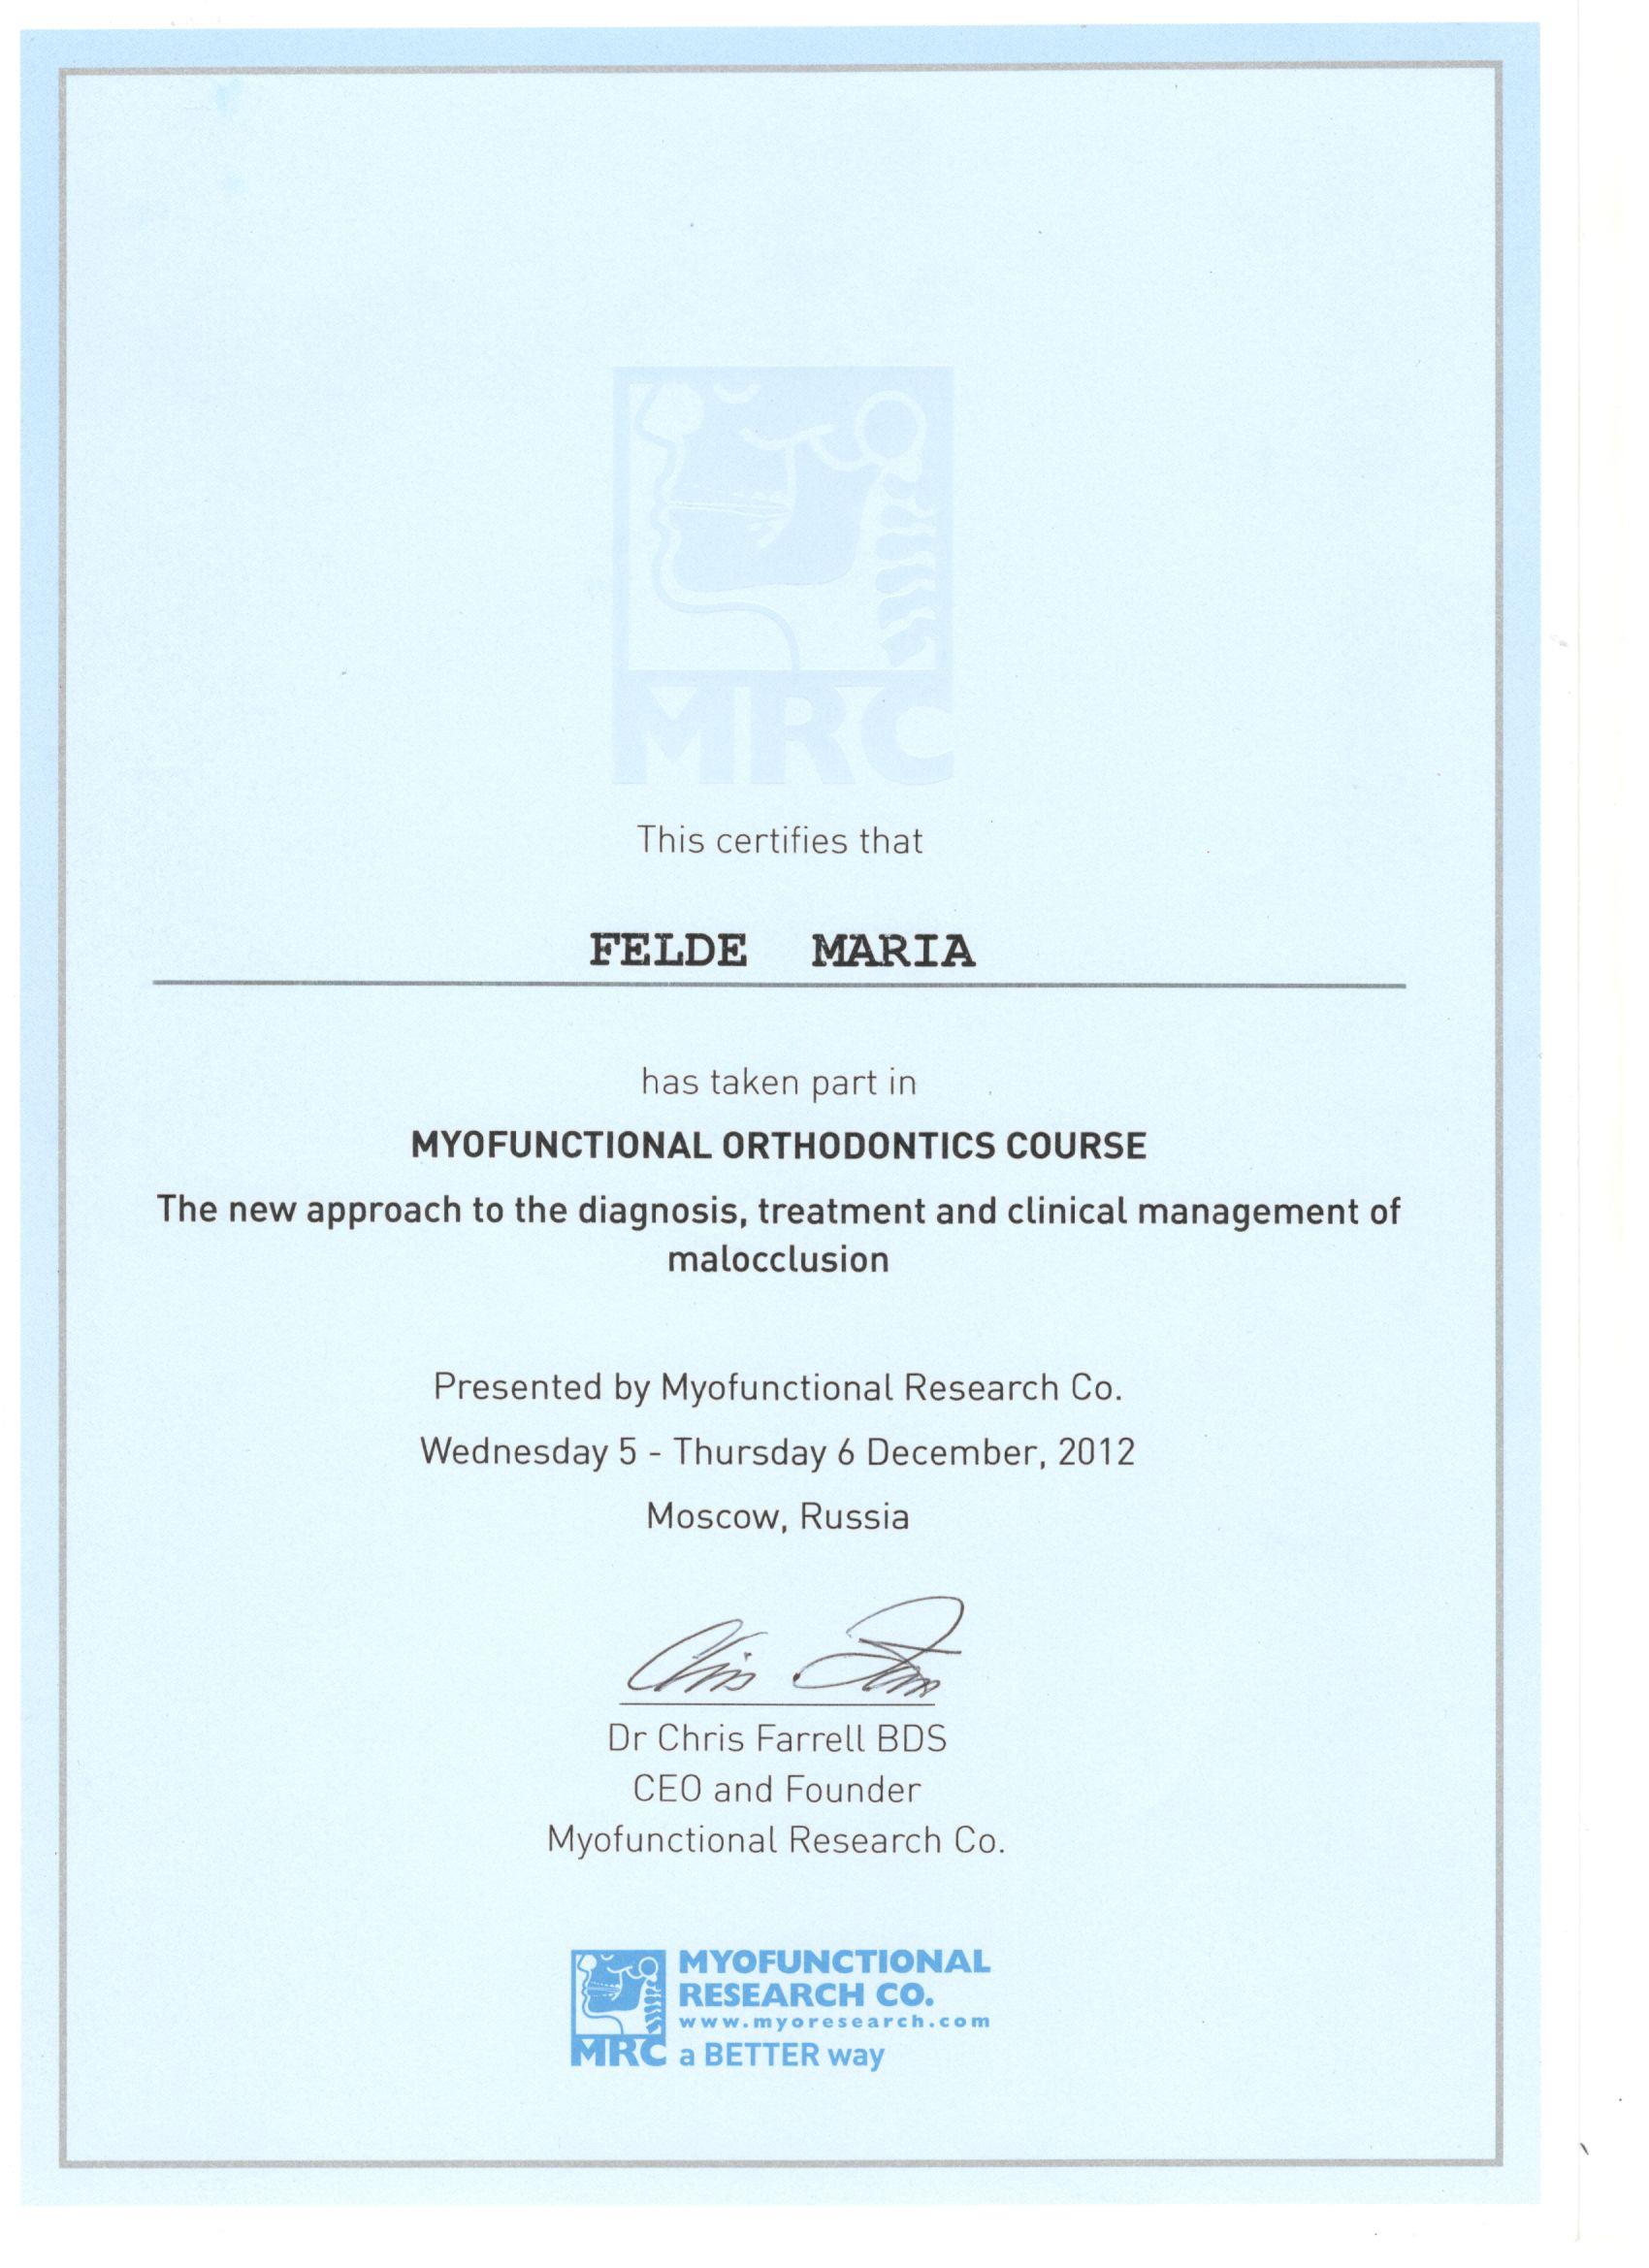 MRC
This certifies that
FELDE MARIA
has taken part in
MYOFUNCTIONAL ORTHODONTICS COURSE
The new approach to the diagnosis, treatment and clinical management of
malocclusion
Presented by Myofunctional Research Co.
Wednesday 5 - Thursday 6 December, 2012
Moscow, Russia
Dr Chris Farrell BDS
CEO and Founder
Myofunctional Research Co.
MYOFUNCTIONAL
RESEARCH CO.
www.myoresearch.com
MRC a BETTER way